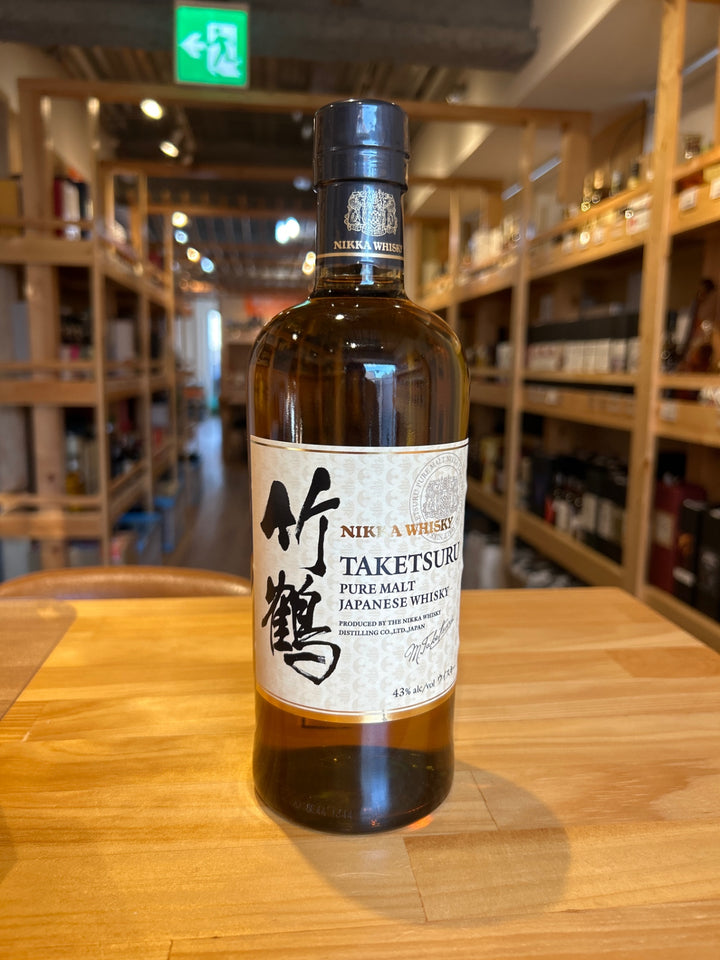 NIKKA WHISKY
竹鶴
NIKKA WHISKY
TAKETSURU
PURE MALT
JAPANESE WHISKY
PRODUCED BY THE NIKKA WHISKY
DISTILLING CO.,LTD.,JAPAN
43% alc/vol ウイスキー